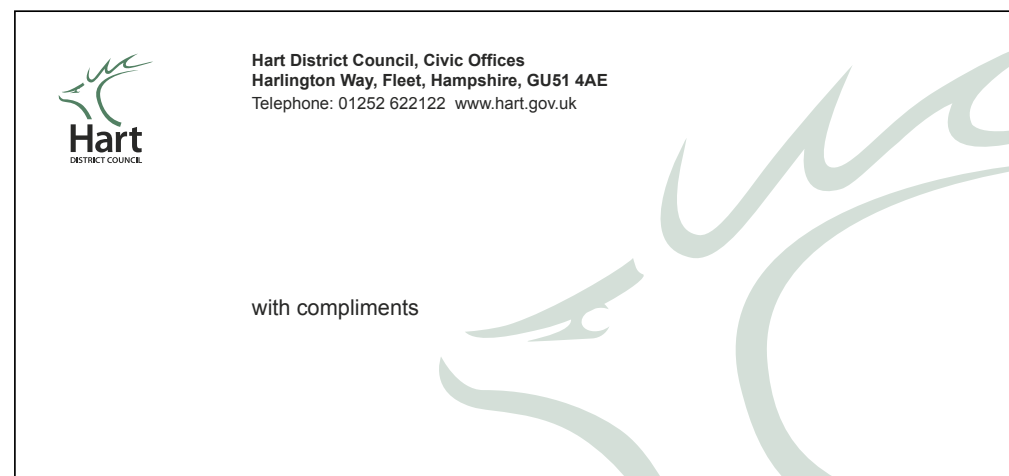 Hart
DISTRICT COUNCIL
Hart District Council, Civic Offices
Harlington Way, Fleet, Hampshire, GU51 4AE
Telephone: 01252 622122 www.hart.gov.uk
with compliments